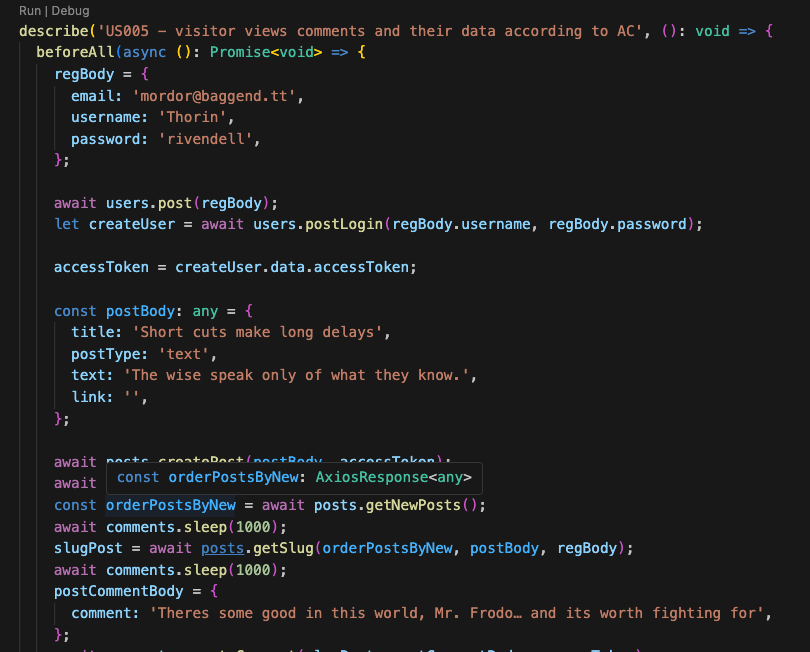 Run | Debug
describe('US005 – visitor views comments and their data according to AC', (): void => {
beforeAll(async (): Promise<void> => {
regBody = {
email: 'mordor@baggend.tt',
username: 'Thorin',
password: 'rivendell',
};
await users.post(regBody);
let createUser = await users.postLogin(regBody.username, regBody.password);
accessToken = createUser.data.accessToken;
const postBody: any = {
title: 'Short cuts make long delays',
postType: 'text',
text: 'The wise speak only of what they know.',
link: '',
};
await posts.createPost(postBody, accessToken);
const orderPostsByNew: AxiosResponse<any>
await
const orderPostsByNew = await posts.getNewPosts();
await comments.sleep(1000);
slugPost = await posts.getSlug(orderPostsByNew, postBody, regBody);
await comments.sleep(1000);
postCommentBody = {
comment: 'Theres some good in this world, Mr. Frodo… and its worth fighting for',
};